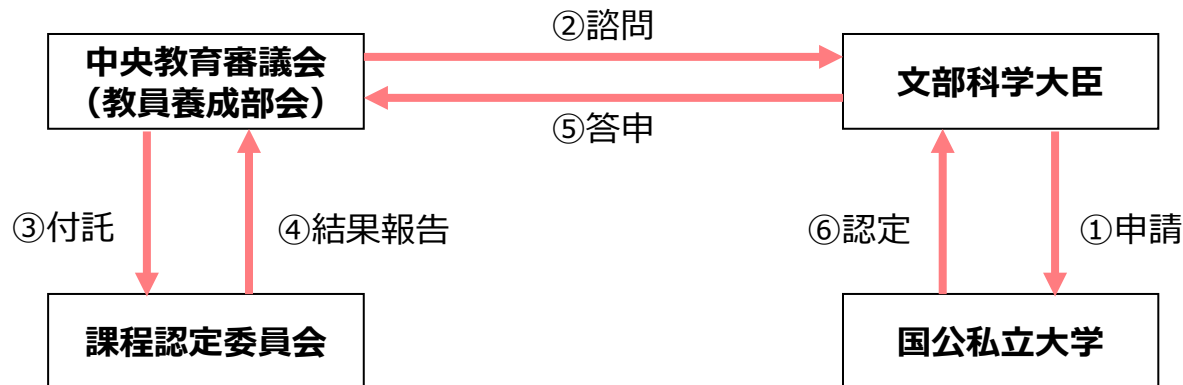 ②諮問
中央教育審議会
（教員養成部会）
文部科学大臣
⑤答申
③付託
④結果報告
⑥認定
①申請
課程認定委員会
国公私立大学